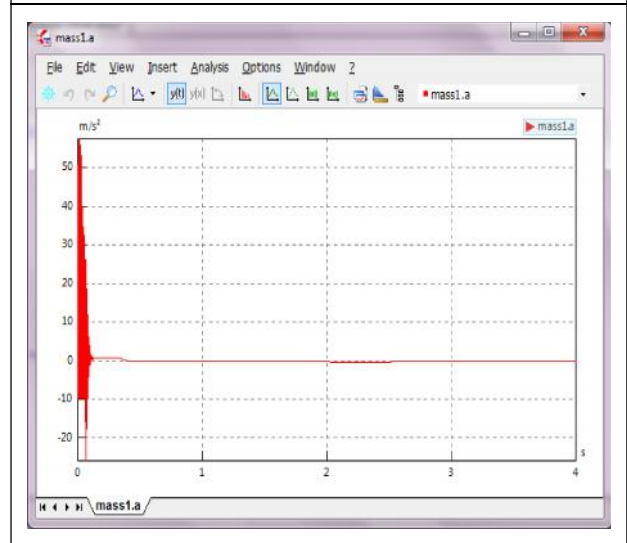 mass1.a
File Edit View Insert Analysis Options Window ?
y(t) y(x) mass1.a
m/s²
mass1.a
50
40
30
20
10
0
-10
-20
s
0 1 2 3 4
mass1.a